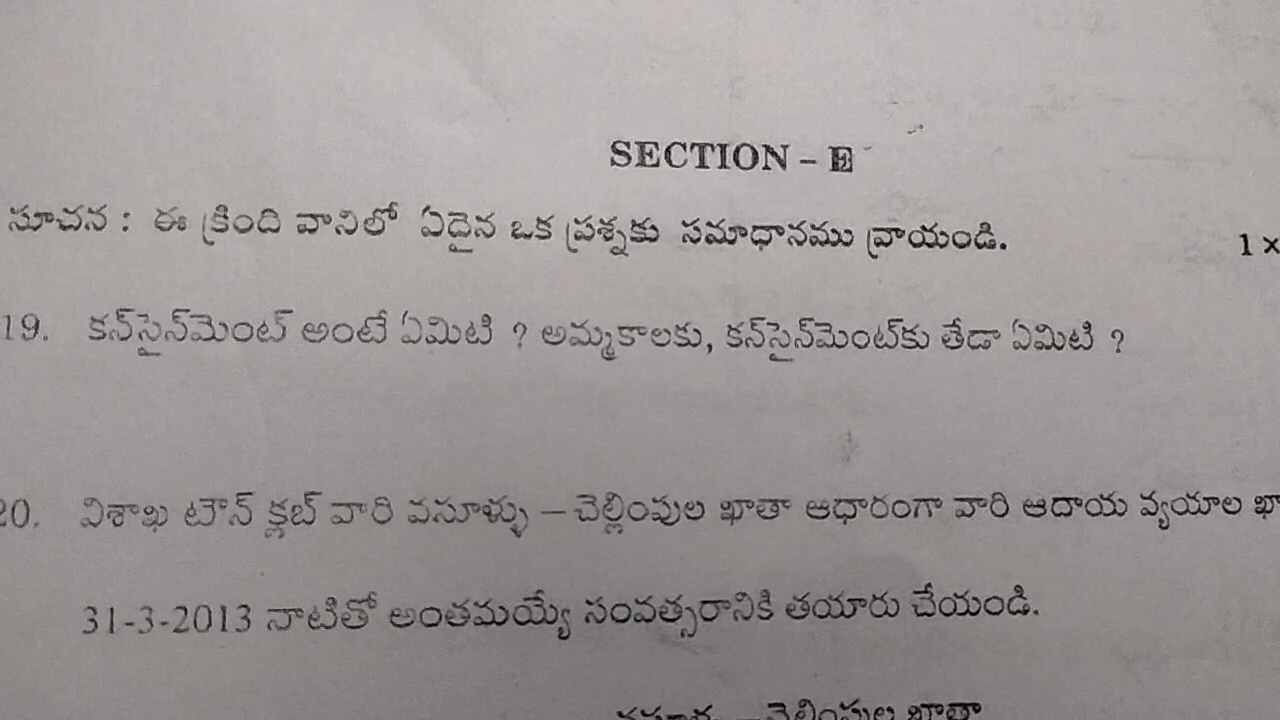 SECTION – E
సూచన : ఈ క్రింది వానిలో ఏదైన ఒక ప్రశ్నకు సమాధానము వ్రాయండి. 1 ×
19. కన్‌సైన్‌మెంట్ అంటే ఏమిటి ? అమ్మకాలకు, కన్‌సైన్‌మెంట్‌కు తేడా ఏమిటి ?
20. విశాఖ టౌన్ క్లబ్ వారి వసూళ్ళు – చెల్లింపుల ఖాతా ఆధారంగా వారి ఆదాయ వ్యయాల
31-3-2013 నాటితో అంతమయ్యే సంవత్సరానికి తయారు చేయండి.
చెల్లింపుల ఖాతా